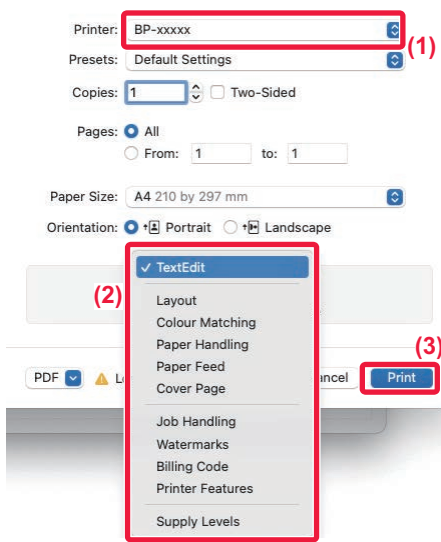 Printer: BP-xxxxx
(1)
Presets: Default Settings
Copies: 1 Two-Sided
Pages: All
From: 1 to: 1
Paper Size: A4 210 by 297 mm
Orientation: Portrait Landscape
✓ TextEdit
(2)
Layout
Colour Matching
Paper Handling
Paper Feed
Cover Page
(3)
PDF L ncel Print
Job Handling
Watermarks
Billing Code
Printer Features
Supply Levels